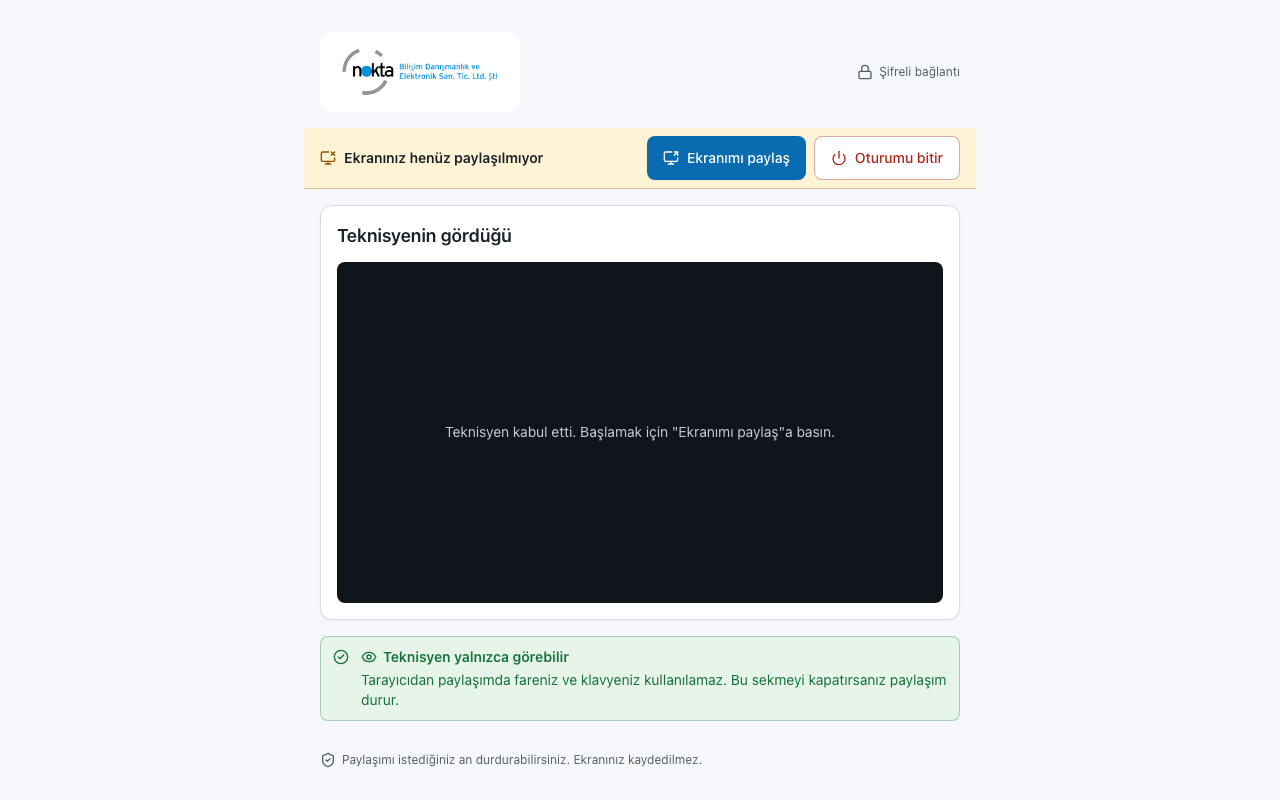 nokta
Bilişim Danışmanlık ve
Elektronik San. Tic. Ltd. Şti
Şifreli bağlantı
Ekranınız henüz paylaşılmıyor
Ekranımı paylaş
Oturumu bitir
Teknisyenin gördüğü
Teknisyen kabul etti. Başlamak için "Ekranımı paylaş"a basın.
Teknisyen yalnızca görebilir
Tarayıcıdan paylaşımda fareniz ve klavyeniz kullanılamaz. Bu sekmeyi kapatırsanız paylaşım
durur.
Paylaşımı istediğiniz an durdurabilirsiniz. Ekranınız kaydedilmez.